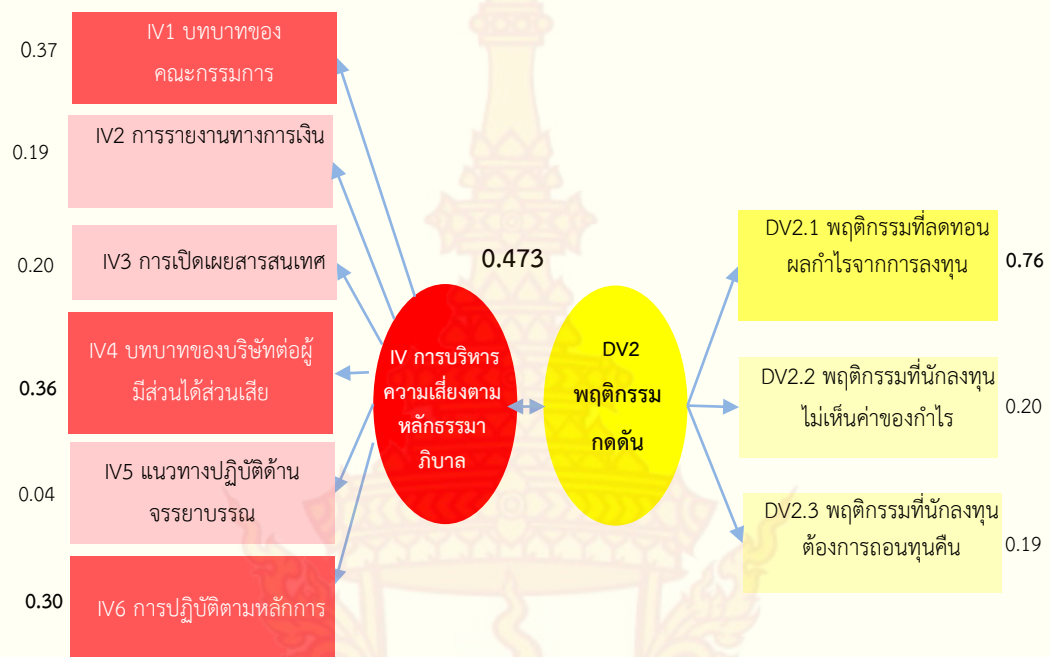 0.37
IV1 บทบาทของ
คณะกรรมการ
0.19
IV2 การรายงานทางการเงิน
0.20
IV3 การเปิดเผยสารสนเทศ
0.36
IV4 บทบาทของบริษัทต่อผู้
มีส่วนได้ส่วนเสีย
0.04
IV5 แนวทางปฏิบัติด้าน
จรรยาบรรณ
0.30
IV6 การปฏิบัติตามหลักการ
0.473
IV การบริหาร
ความเสี่ยงตาม
หลักธรรมา
ภิบาล
DV2
พฤติกรรม
กดดัน
DV2.1 พฤติกรรมที่ลดทอน
ผลกำไรจากการลงทุน
0.76
DV2.2 พฤติกรรมที่นักลงทุน
ไม่เห็นค่าของกำไร
0.20
DV2.3 พฤติกรรมที่นักลงทุน
ต้องการถอนทุนคืน
0.19